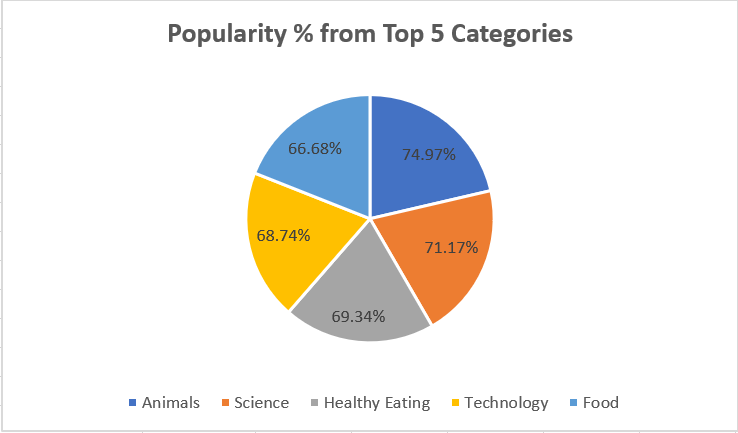 Popularity % from Top 5 Categories
66.68%
74.97%
68.74%
71.17%
69.34%
Animals Science Healthy Eating Technology Food